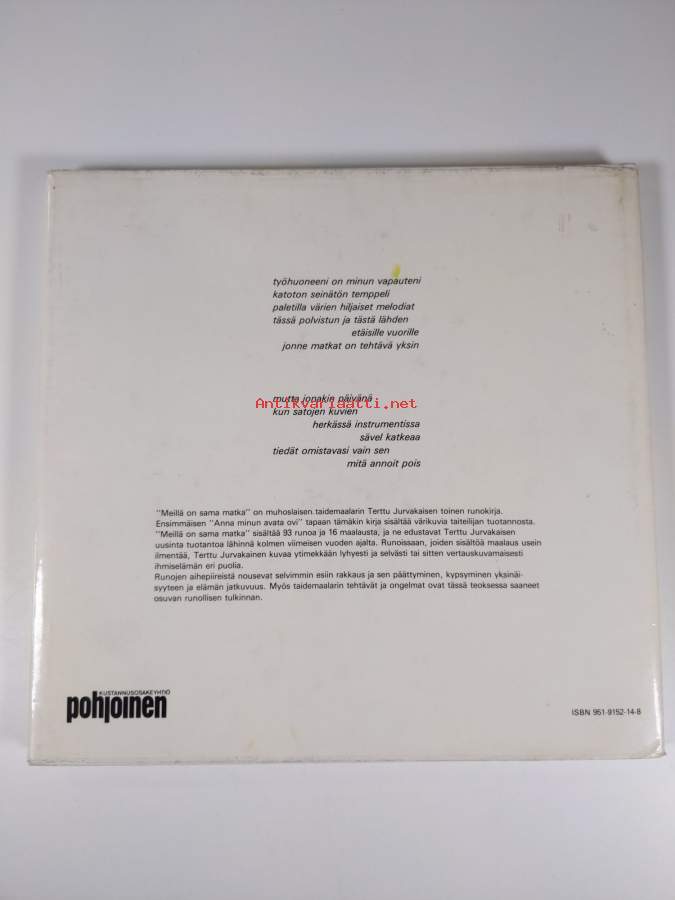 työhuoneeni on minun vapauteni
katoton seinätön temppeli
paletilla värien hiljaiset melodiat
tässä polvistun ja tästä lähden
etäisille vuorille
jonne matkat on tehtävä yksin
mutta jonakin päivänä
Antikvariaatti.net
kun satojen kuvien
herkässä instrumentissa
sävel katkeaa
tiedät omistavasi vain sen
mitä annoit pois
"Meillä on sama matka" on muhoslaisen taidemaalarin Terttu Jurvakaisen toinen runokirja.
Ensimmäisen "Anna minun avata ovi" tapaan tämäkin kirja sisältää värikuvia taiteilijan tuotannosta.
"Meillä on sama matka" sisältää 93 runoa ja 16 maalausta, ja ne edustavat Terttu Jurvakaisen
uusinta tuotantoa lähinnä kolmen viimeisen vuoden ajalta. Runoissaan, joiden sisältöä maalaus usein
ilmentää, Terttu Jurvakainen kuvaa ytimekkään lyhyesti ja selvästi tai sitten vertauskuvamaisesti
ihmiselämän eri puolia.
Runojen aihepiireistä nousevat selvimmin esiin rakkaus ja sen päättyminen, kypsyminen yksinäi-
syyteen ja elämän jatkuvuus. Myös taidemaalarin tehtävät ja ongelmat ovat tässä teoksessa saaneet
osuvan runollisen tulkinnan.
KUSTANNUSOSAKEYHTIÖ
pohjoinen
ISBN 951-9152-14-8